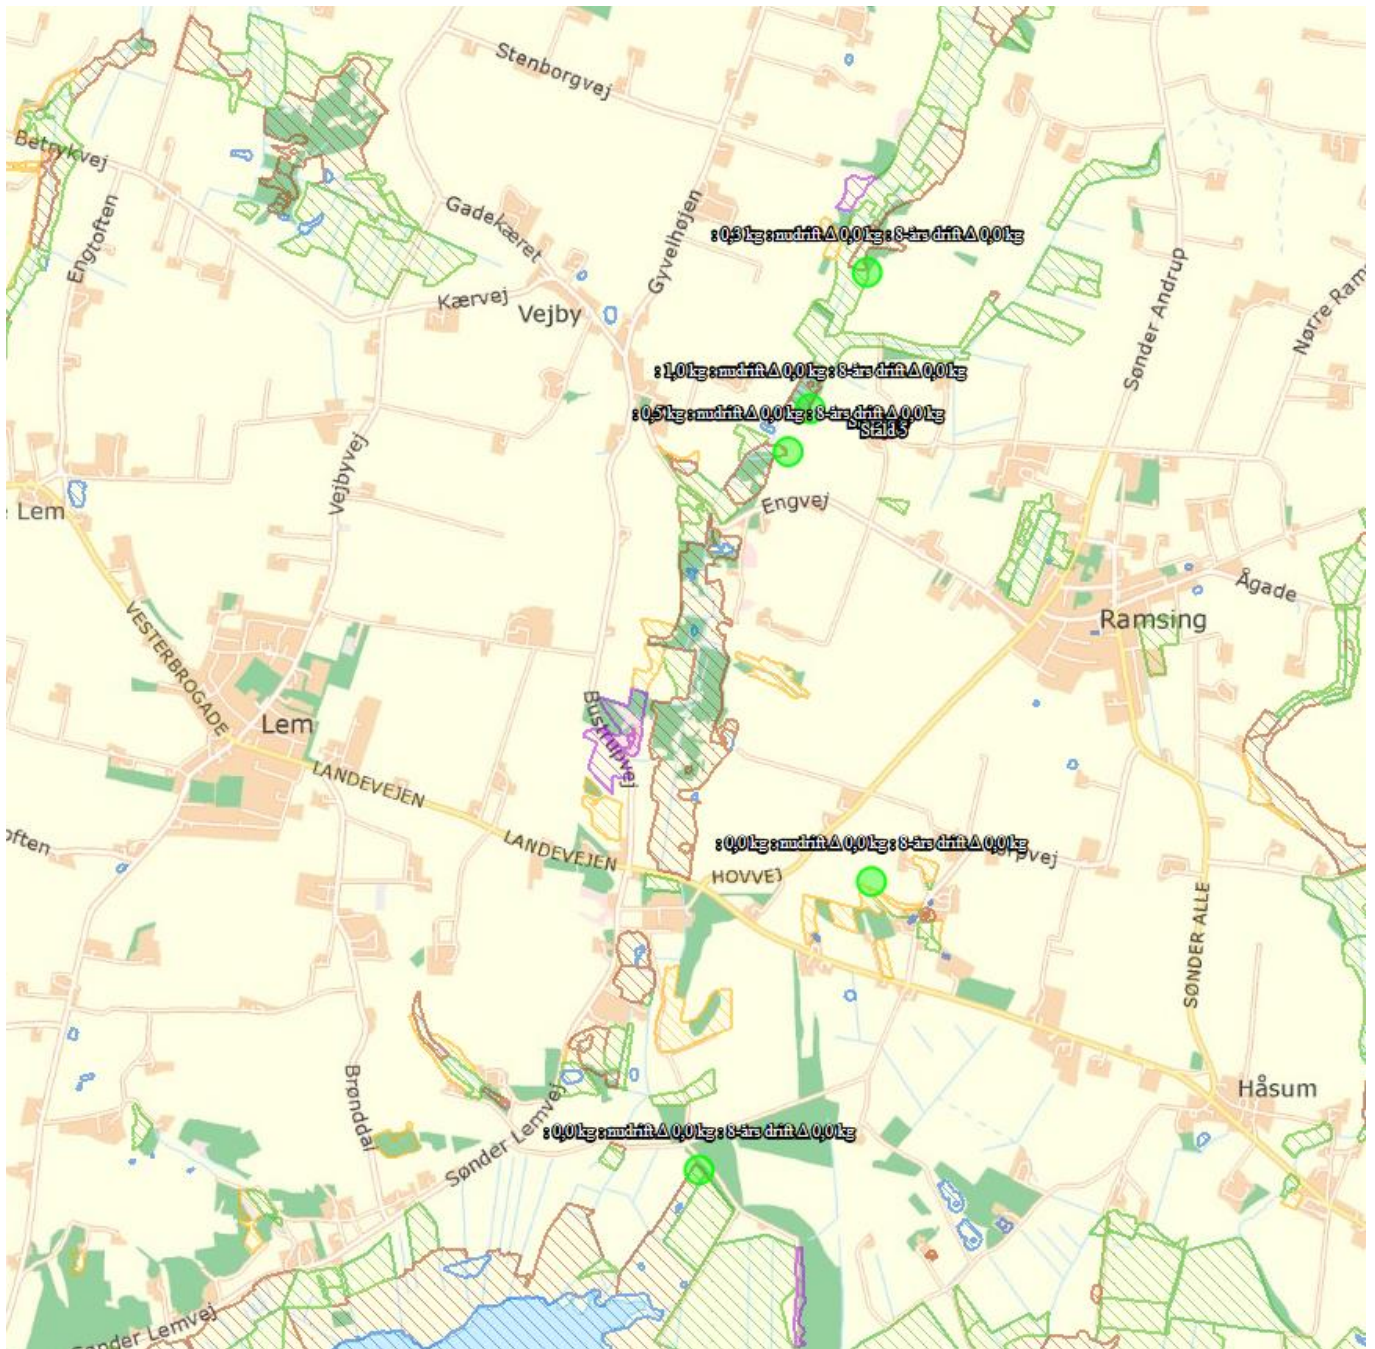 Stenborgvej
Betrykvej
Engtoften
Gadekæret
Gyvelhøjen
: 0,3 kg : nudrift Δ 0,0 kg : 8-års drift Δ 0,0 kg
Sønder Andrup
Kærvej
Vejby
Nørre Ram
: 1,0 kg : nudrift Δ 0,0 kg : 8-års drift Δ 0,0 kg
: 0,5 kg : nudrift Δ 0,0 kg : 8-års drift Δ 0,0 kg
Stald 5
Vejbyvej
Lem
Engvej
Ågade
Ramsing
VESTERBROGADE
Lem
Bustrupvej
LANDEVEJEN
LANDEVEJEN
: 0,0 kg : nudrift Δ 0,0 kg : 8-års drift Δ 0,0 kg
often
HOVVEJ
SØNDER ALLE
Brønddal
Håsum
: 0,0 kg : nudrift Δ 0,0 kg : 8-års drift Δ 0,0 kg
Sønder Lemvej
Sønder Lemvej